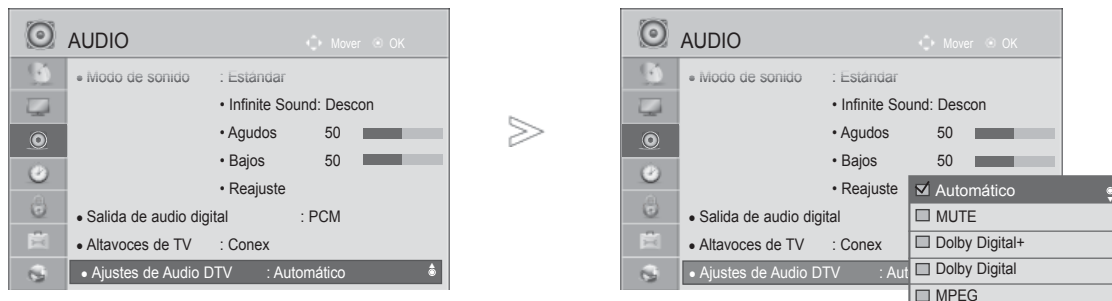 AUDIO
Mover OK
• Modo de sonido : Estándar
• Infinite Sound: Descon
• Agudos 50
• Bajos 50
• Reajuste
• Salida de audio digital : PCM
• Altavoces de TV : Conex
• Ajustes de Audio DTV : Automático
AUDIO
Mover OK
• Modo de sonido : Estándar
• Infinite Sound: Descon
• Agudos 50
• Bajos 50
• Reajuste
• Salida de audio digital
• Altavoces de TV : Conex
• Ajustes de Audio DTV : Aut
Automático
MUTE
Dolby Digital+
Dolby Digital
MPEG